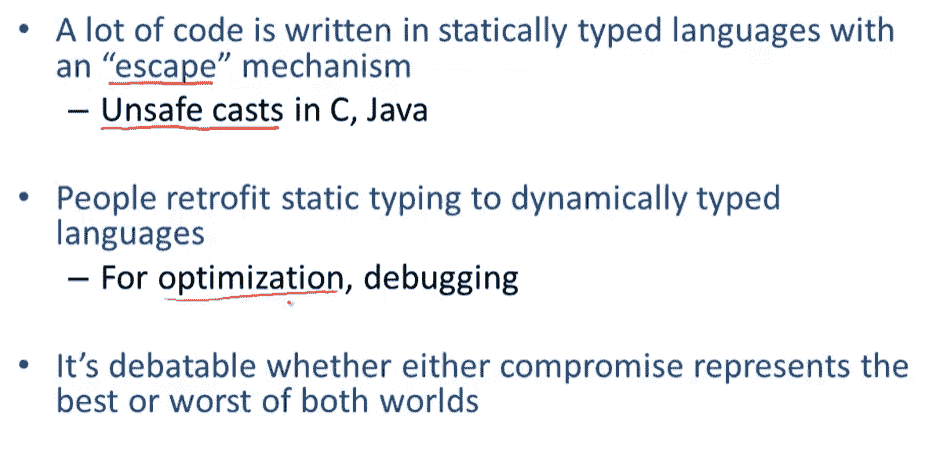 • A lot of code is written in statically typed languages with
an “escape” mechanism
– Unsafe casts in C, Java
• People retrofit static typing to dynamically typed
languages
– For optimization, debugging
• It’s debatable whether either compromise represents the
best or worst of both worlds